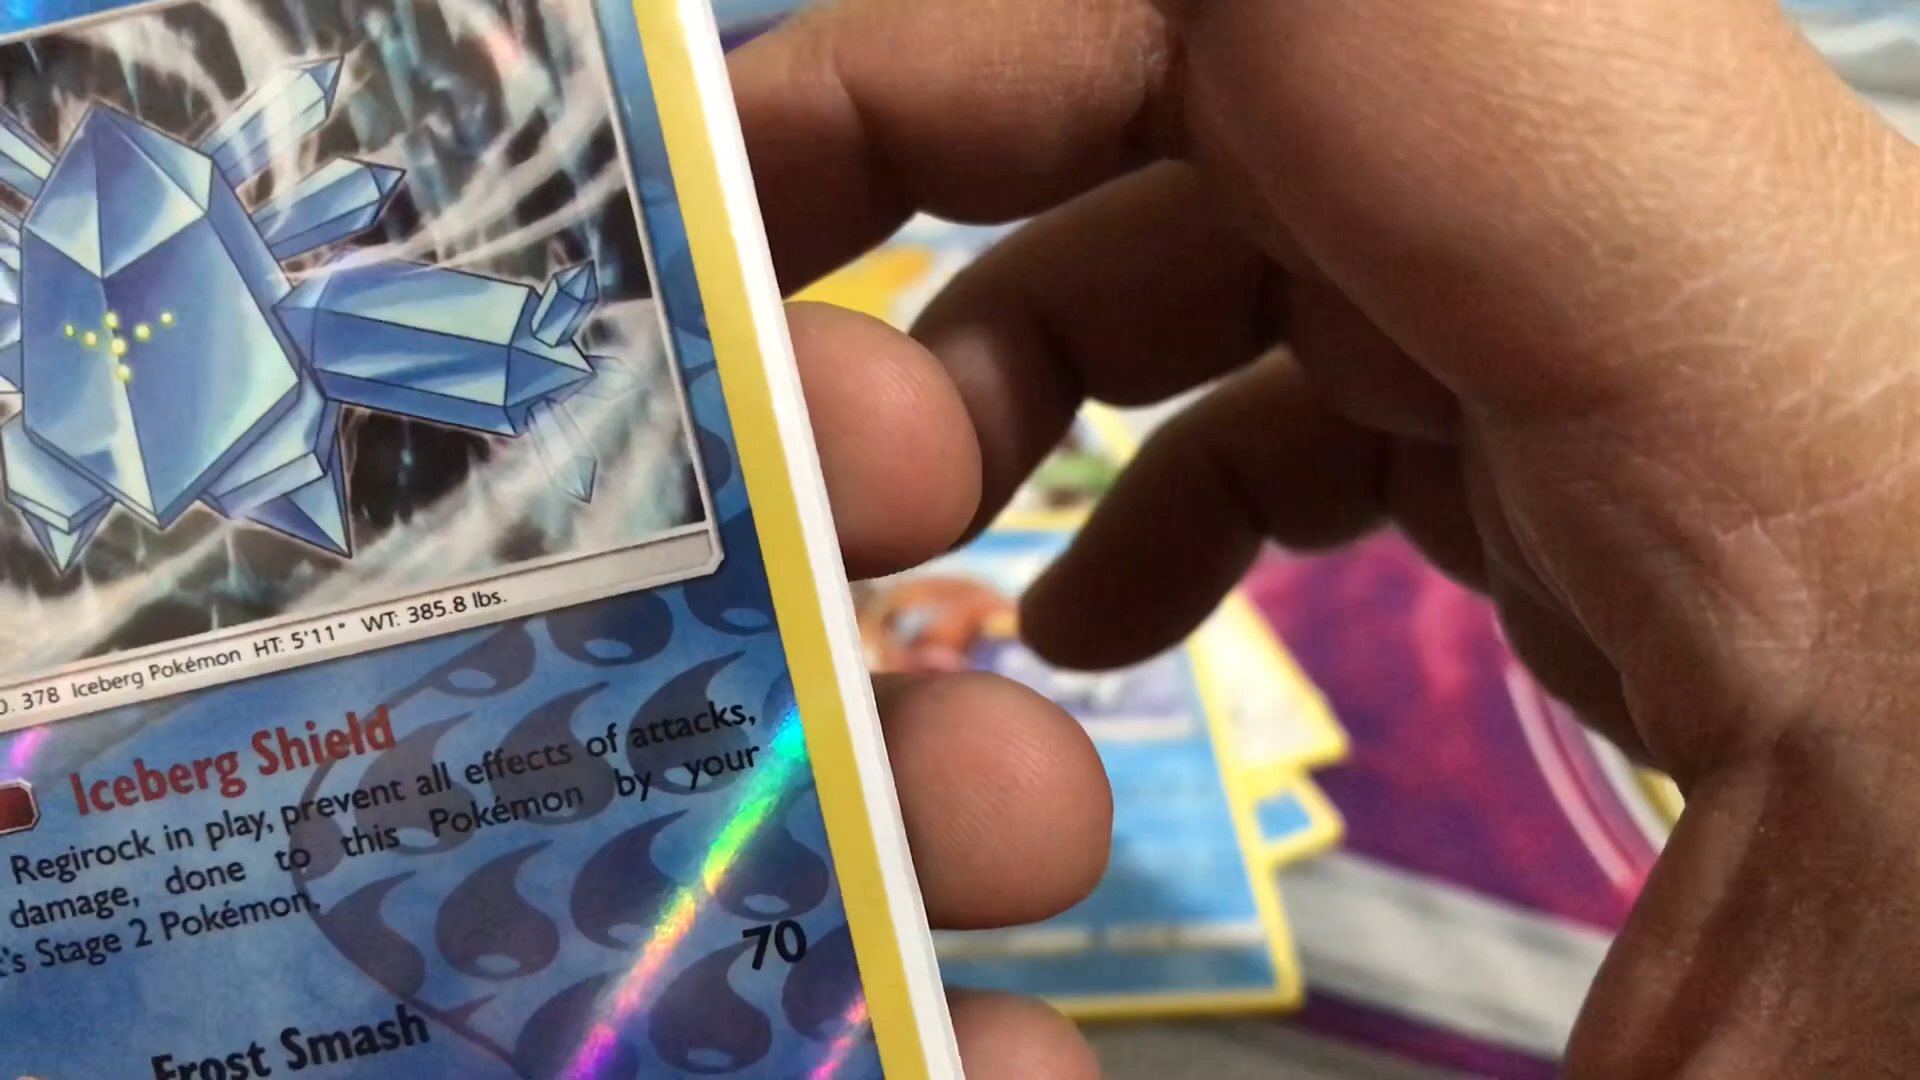 . 378 Iceberg Pokémon HT: 5'11" WT: 385.8 lbs.
Iceberg Shield
Regirock in play, prevent all effects of attacks,
damage, done to this Pokémon by your
's Stage 2 Pokémon.
Frost Smash 70